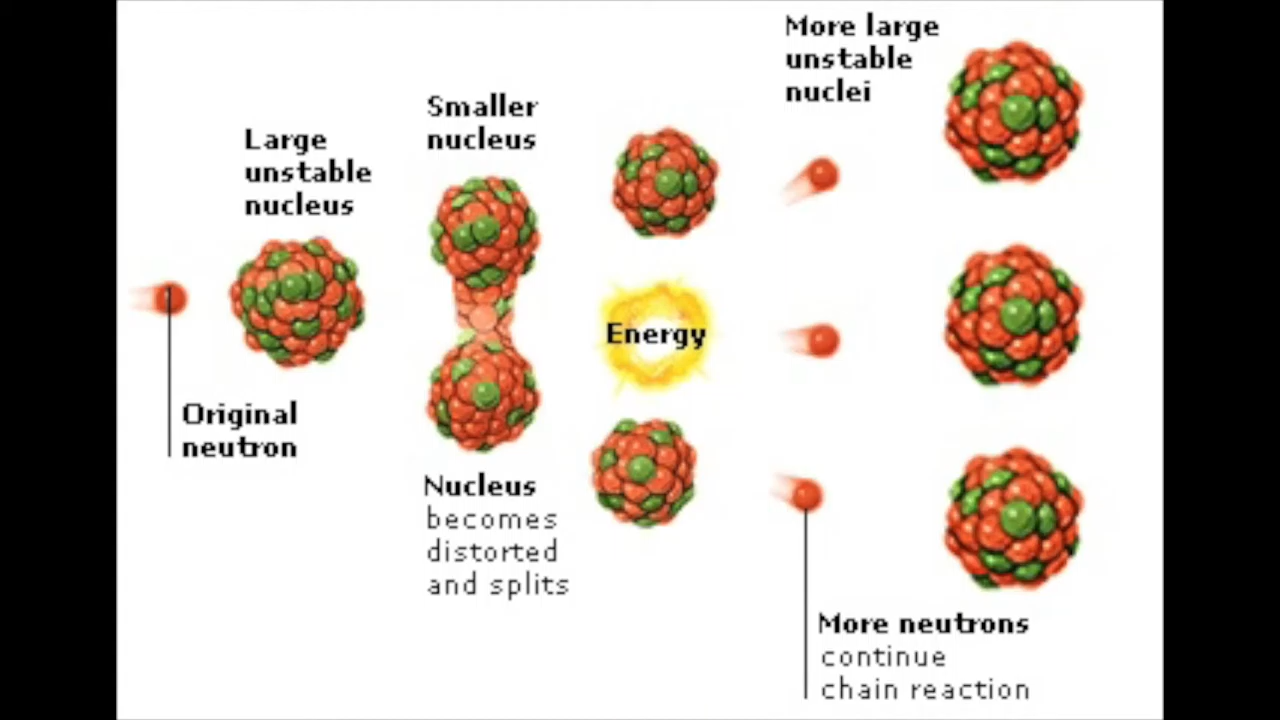 Original
neutron
Large
unstable
nucleus
Smaller
nucleus
Nucleus
becomes
distorted
and splits
Energy
More large
unstable
nuclei
More neutrons
continue
chain reaction